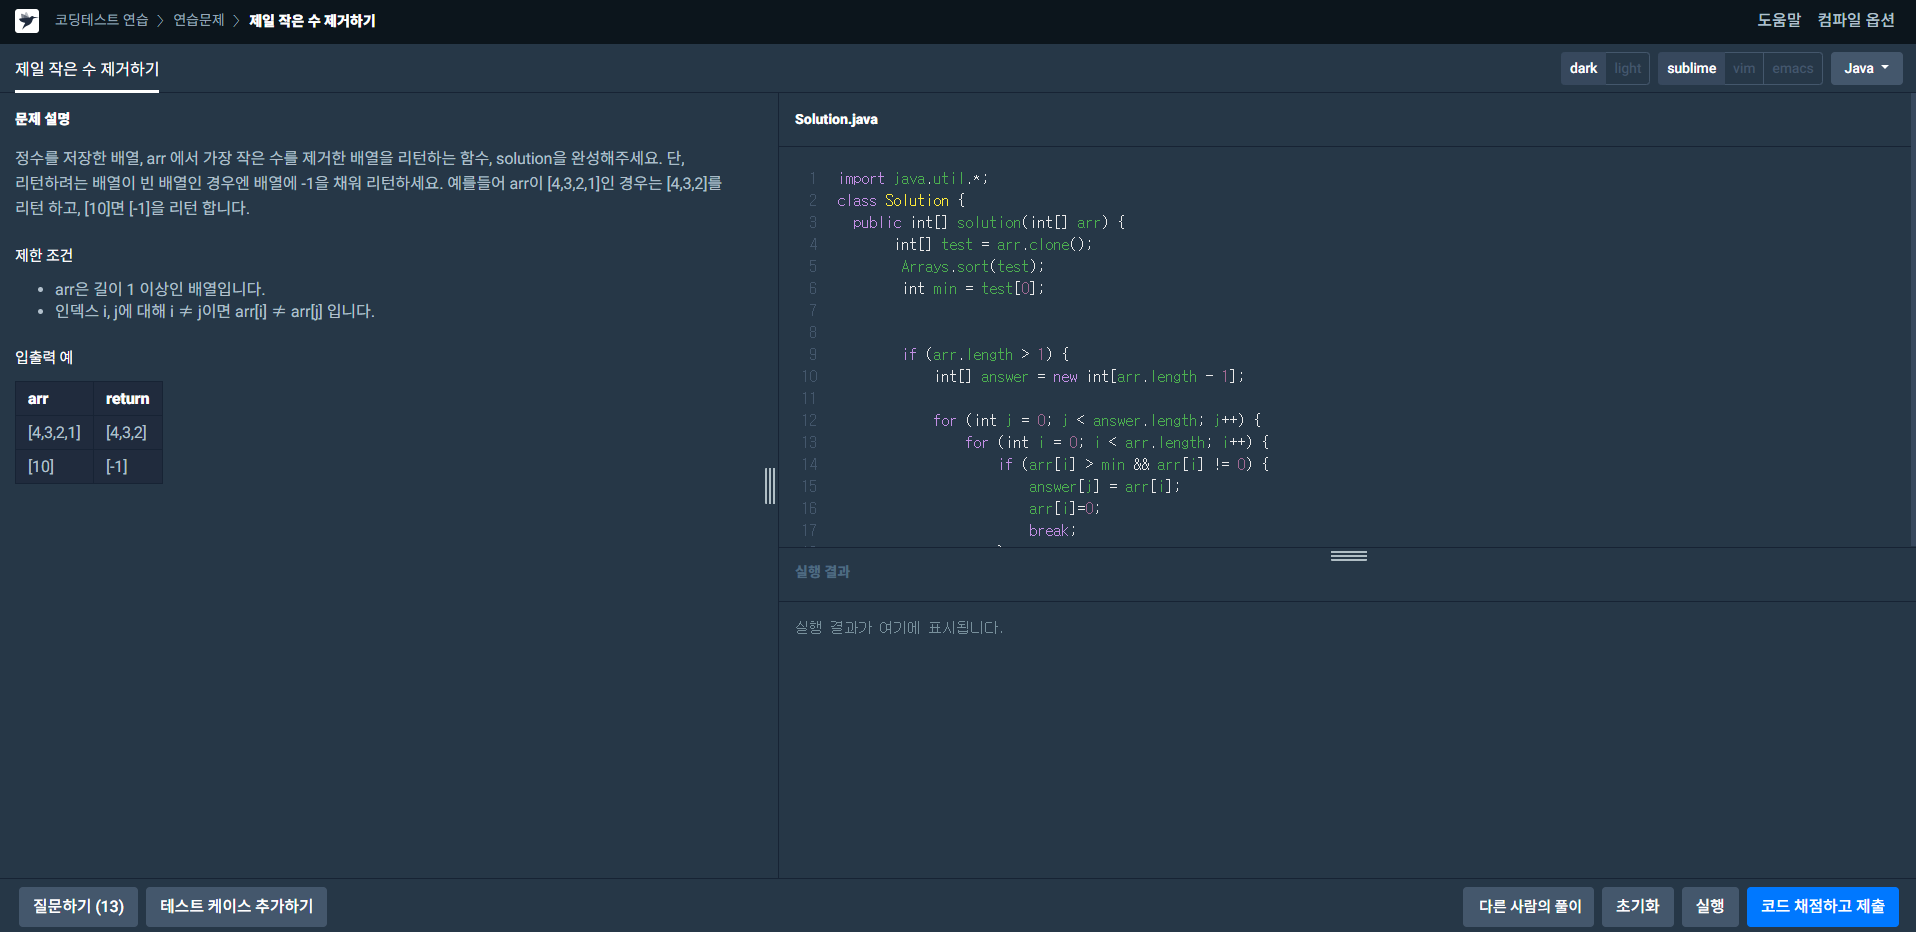 코딩테스트 연습 > 연습문제 > 제일 작은 수 제거하기
도움말 컴파일 옵션
제일 작은 수 제거하기
dark light sublime vim emacs Java
문제 설명
정수를 저장한 배열, arr 에서 가장 작은 수를 제거한 배열을 리턴하는 함수, solution을 완성해주세요. 단,
리턴하려는 배열이 빈 배열인 경우엔 배열에 -1을 채워 리턴하세요. 예를들어 arr이 [4,3,2,1]인 경우는 [4,3,2]를
리턴 하고, [10]면 [-1]을 리턴 합니다.
제한 조건
• arr은 길이 1 이상인 배열입니다.
• 인덱스 i, j에 대해 i ≠ j이면 arr[i] ≠ arr[j] 입니다.
입출력 예
arr return
[4,3,2,1] [4,3,2]
[10] [-1]
Solution.java
1 import java.util.*;
2 class Solution {
3 public int[] solution(int[] arr) {
4 int[] test = arr.clone();
5 Arrays.sort(test);
6 int min = test[0];
7
8
9 if (arr.length > 1) {
10 int[] answer = new int[arr.length - 1];
11
12 for (int j = 0; j < answer.length; j++) {
13 for (int i = 0; i < arr.length; i++) {
14 if (arr[i] > min && arr[i] != 0) {
15 answer[j] = arr[i];
16 arr[i]=0;
17 break;
실행 결과
실행 결과가 여기에 표시됩니다.
질문하기 (13) 테스트 케이스 추가하기
다른 사람의 풀이 초기화 실행 코드 채점하고 제출